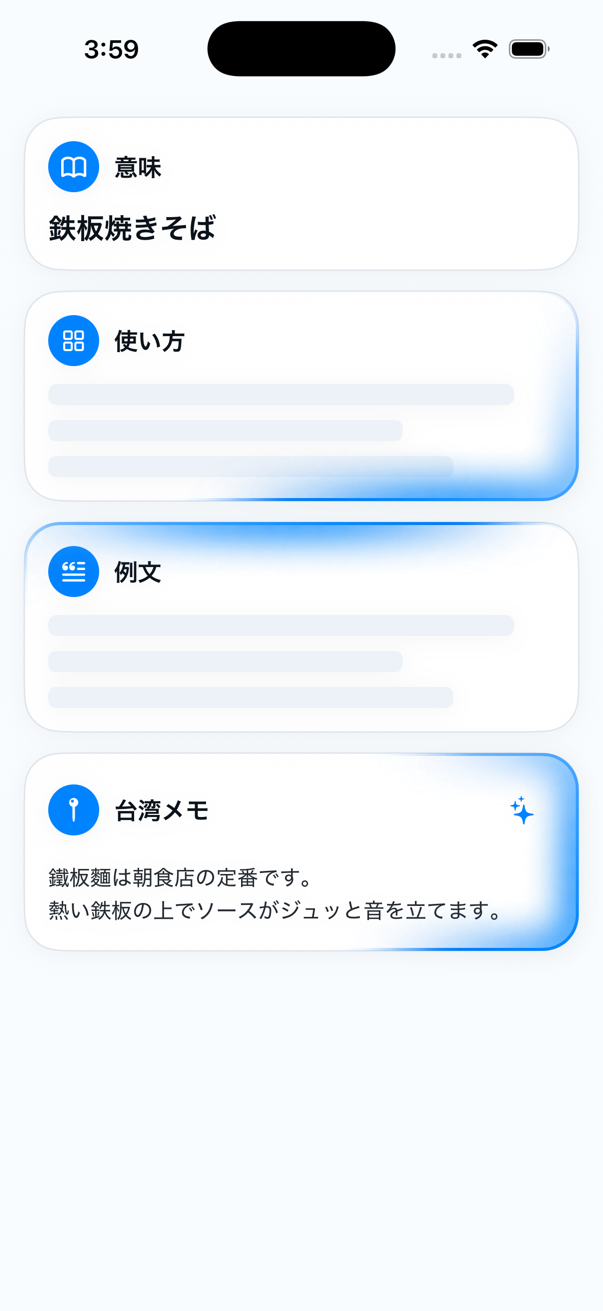 3:59
意味
鉄板焼きそば
使い方
例文
台湾メモ
鐵板麵は朝食店の定番です。
熱い鉄板の上でソースがジュッと音を立てます。